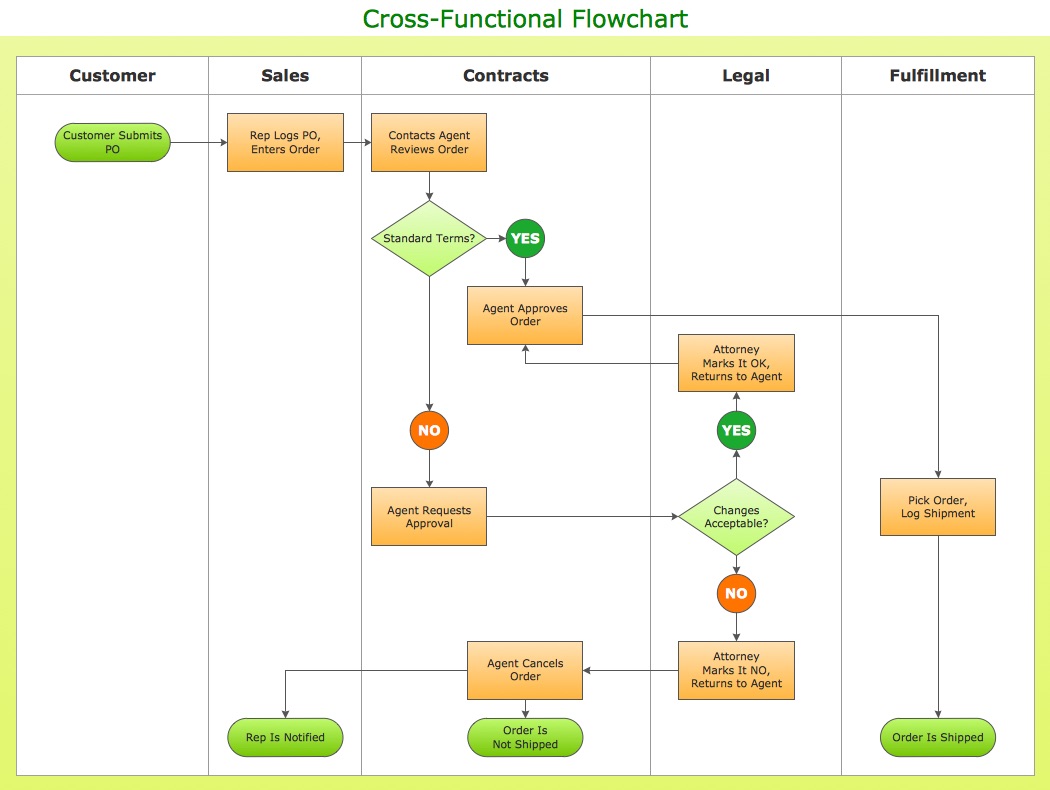 Cross-Functional Flowchart
Customer
Sales
Contracts
Legal
Fulfillment
Customer Submits
PO
Rep Logs PO,
Enters Order
Contacts Agent
Reviews Order
Standard Terms?
YES
Agent Approves
Order
Attorney
Marks It OK,
Returns to Agent
NO
YES
Agent Requests
Approval
Changes
Acceptable?
Pick Order,
Log Shipment
NO
Agent Cancels
Order
Attorney
Marks It NO,
Returns to Agent
Rep Is Notified
Order Is
Not Shipped
Order Is Shipped